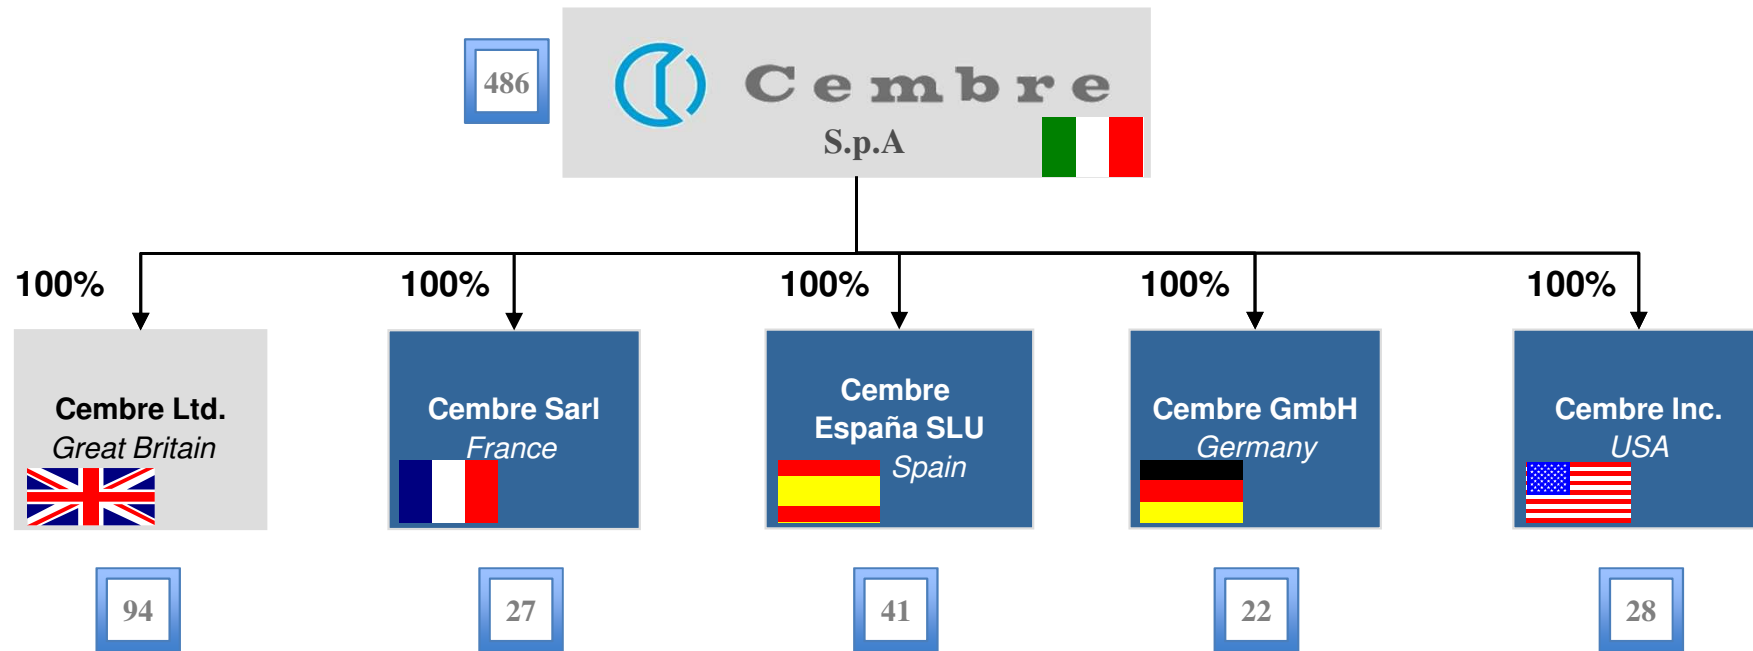 486
Cembre
S.p.A
100% 100% 100% 100% 100%
Cembre Ltd.
Great Britain
Cembre Sarl
France
Cembre
España SLU
Spain
Cembre GmbH
Germany
Cembre Inc.
USA
94 27 41 22 28